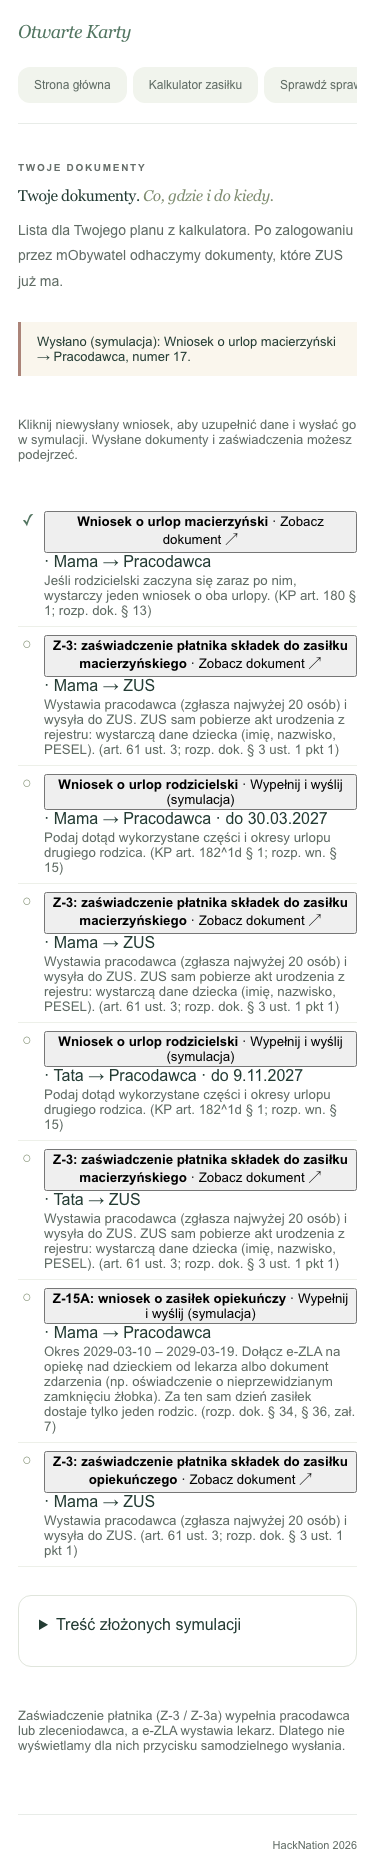 Otwarte Karty
Strona główna
Kalkulator zasiłku
Sprawdź spraw
TWOJE DOKUMENTY
Twoje dokumenty. Co, gdzie i do kiedy.
Lista dla Twojego planu z kalkulatora. Po zalogowaniu
przez mObywatel odhaczymy dokumenty, które ZUS
już ma.
Wysłano (symulacja): Wniosek o urlop macierzyński
→ Pracodawca, numer 17.
Kliknij niewysłany wniosek, aby uzupełnić dane i wysłać go
w symulacji. Wysłane dokumenty i zaświadczenia możesz
podejrzeć.
✓ Wniosek o urlop macierzyński · Zobacz
dokument ↗
· Mama → Pracodawca
Jeśli rodzicielski zaczyna się zaraz po nim,
wystarczy jeden wniosek o oba urlopy. (KP art. 180 §
1; rozp. dok. § 13)
○ Z-3: zaświadczenie płatnika składek do zasiłku
macierzyńskiego · Zobacz dokument ↗
· Mama → ZUS
Wystawia pracodawca (zgłasza najwyżej 20 osób) i
wysyła do ZUS. ZUS sam pobierze akt urodzenia z
rejestru: wystarczą dane dziecka (imię, nazwisko,
PESEL). (art. 61 ust. 3; rozp. dok. § 3 ust. 1 pkt 1)
○ Wniosek o urlop rodzicielski · Wypełnij i wyślij
(symulacja)
· Mama → Pracodawca · do 30.03.2027
Podaj dotąd wykorzystane części i okresy urlopu
drugiego rodzica. (KP art. 182^1d § 1; rozp. wn. §
15)
○ Z-3: zaświadczenie płatnika składek do zasiłku
macierzyńskiego · Zobacz dokument ↗
· Mama → ZUS
Wystawia pracodawca (zgłasza najwyżej 20 osób) i
wysyła do ZUS. ZUS sam pobierze akt urodzenia z
rejestru: wystarczą dane dziecka (imię, nazwisko,
PESEL). (art. 61 ust. 3; rozp. dok. § 3 ust. 1 pkt 1)
○ Wniosek o urlop rodzicielski · Wypełnij i wyślij
(symulacja)
· Tata → Pracodawca · do 9.11.2027
Podaj dotąd wykorzystane części i okresy urlopu
drugiego rodzica. (KP art. 182^1d § 1; rozp. wn. §
15)
○ Z-3: zaświadczenie płatnika składek do zasiłku
macierzyńskiego · Zobacz dokument ↗
· Tata → ZUS
Wystawia pracodawca (zgłasza najwyżej 20 osób) i
wysyła do ZUS. ZUS sam pobierze akt urodzenia z
rejestru: wystarczą dane dziecka (imię, nazwisko,
PESEL). (art. 61 ust. 3; rozp. dok. § 3 ust. 1 pkt 1)
○ Z-15A: wniosek o zasiłek opiekuńczy · Wypełnij
i wyślij (symulacja)
· Mama → Pracodawca
Okres 2029-03-10 – 2029-03-19. Dołącz e-ZLA na
opiekę nad dzieckiem od lekarza albo dokument
zdarzenia (np. oświadczenie o nieprzewidzianym
zamknięciu żłobka). Za ten sam dzień zasiłek
dostaje tylko jeden rodzic. (rozp. dok. § 34, § 36, zał.
7)
○ Z-3: zaświadczenie płatnika składek do zasiłku
opiekuńczego · Zobacz dokument ↗
· Mama → ZUS
Wystawia pracodawca (zgłasza najwyżej 20 osób) i
wysyła do ZUS. (art. 61 ust. 3; rozp. dok. § 3 ust. 1
pkt 1)
▶ Treść złożonych symulacji
Zaświadczenie płatnika (Z-3 / Z-3a) wypełnia pracodawca
lub zleceniodawca, a e-ZLA wystawia lekarz. Dlatego nie
wyświetlamy dla nich przycisku samodzielnego wysłania.
HackNation 2026